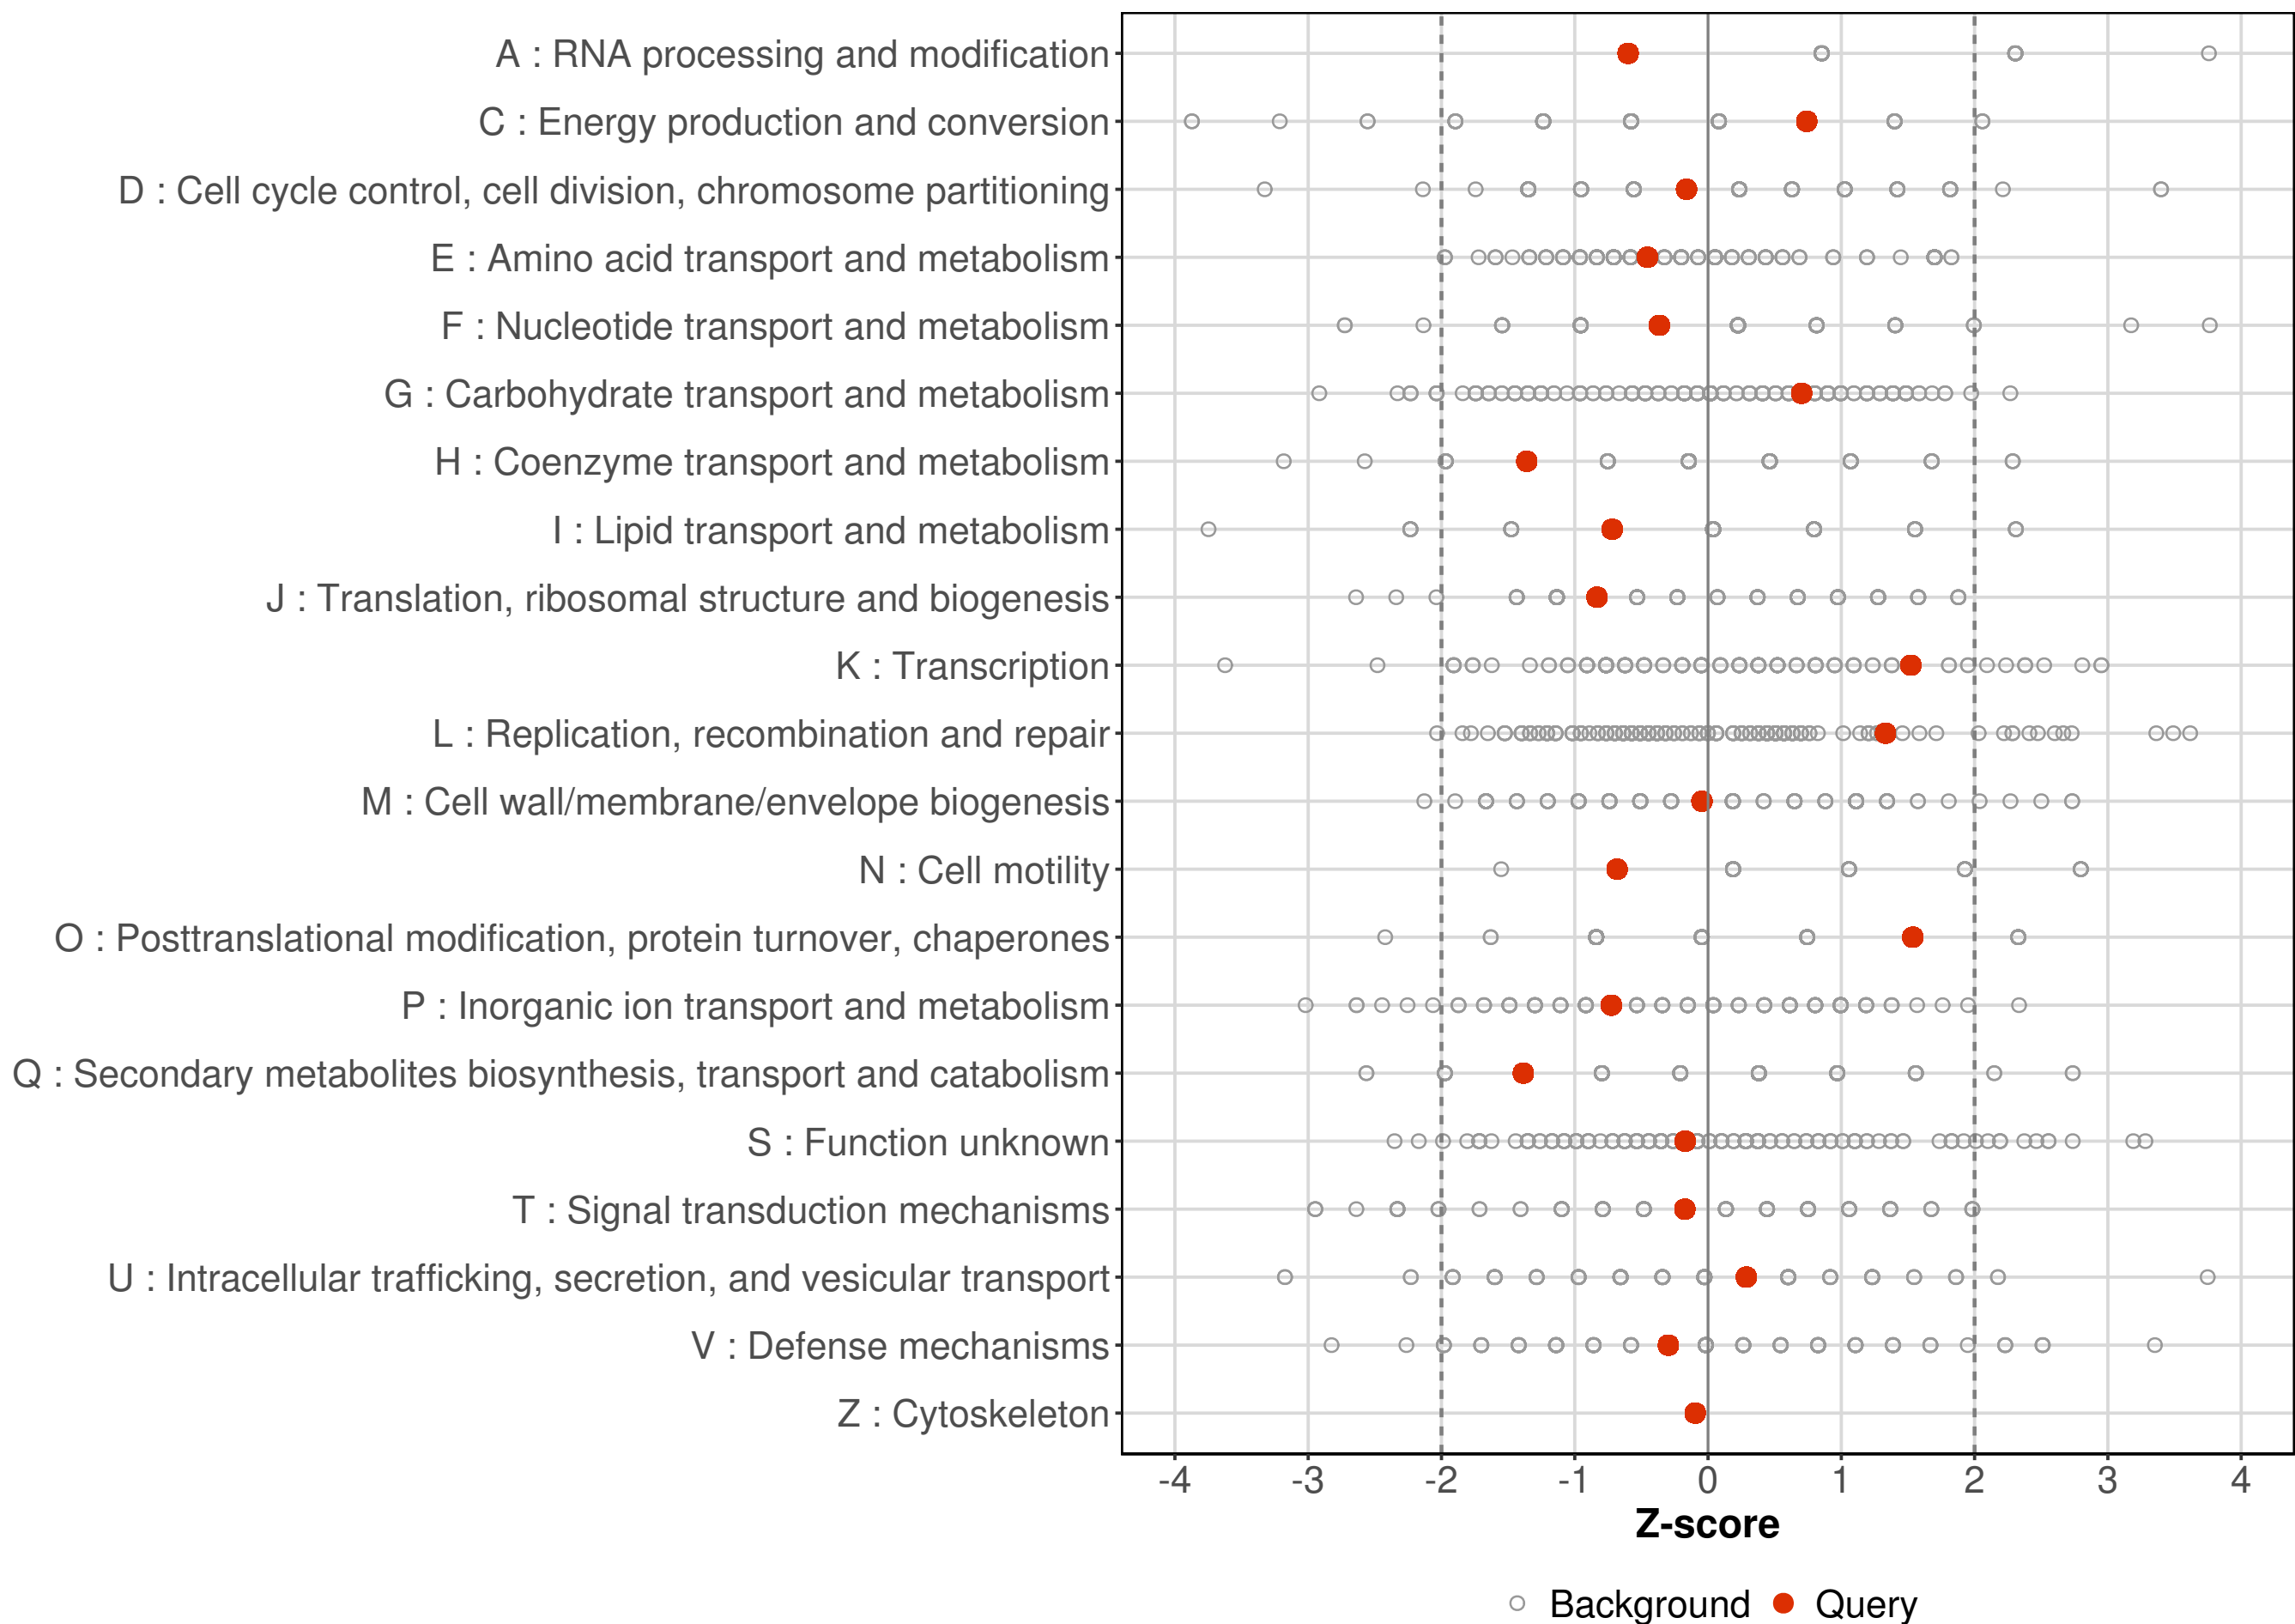 A : RNA processing and modification
C : Energy production and conversion
D : Cell cycle control, cell division, chromosome partitioning
E : Amino acid transport and metabolism
F : Nucleotide transport and metabolism
G : Carbohydrate transport and metabolism
H : Coenzyme transport and metabolism
I : Lipid transport and metabolism
J : Translation, ribosomal structure and biogenesis
K : Transcription
L : Replication, recombination and repair
M : Cell wall/membrane/envelope biogenesis
N : Cell motility
O : Posttranslational modification, protein turnover, chaperones
P : Inorganic ion transport and metabolism
Q : Secondary metabolites biosynthesis, transport and catabolism
S : Function unknown
T : Signal transduction mechanisms
U : Intracellular trafficking, secretion, and vesicular transport
V : Defense mechanisms
Z : Cytoskeleton
-4 -3 -2 -1 0 1 2 3 4
Z-score
Background Query